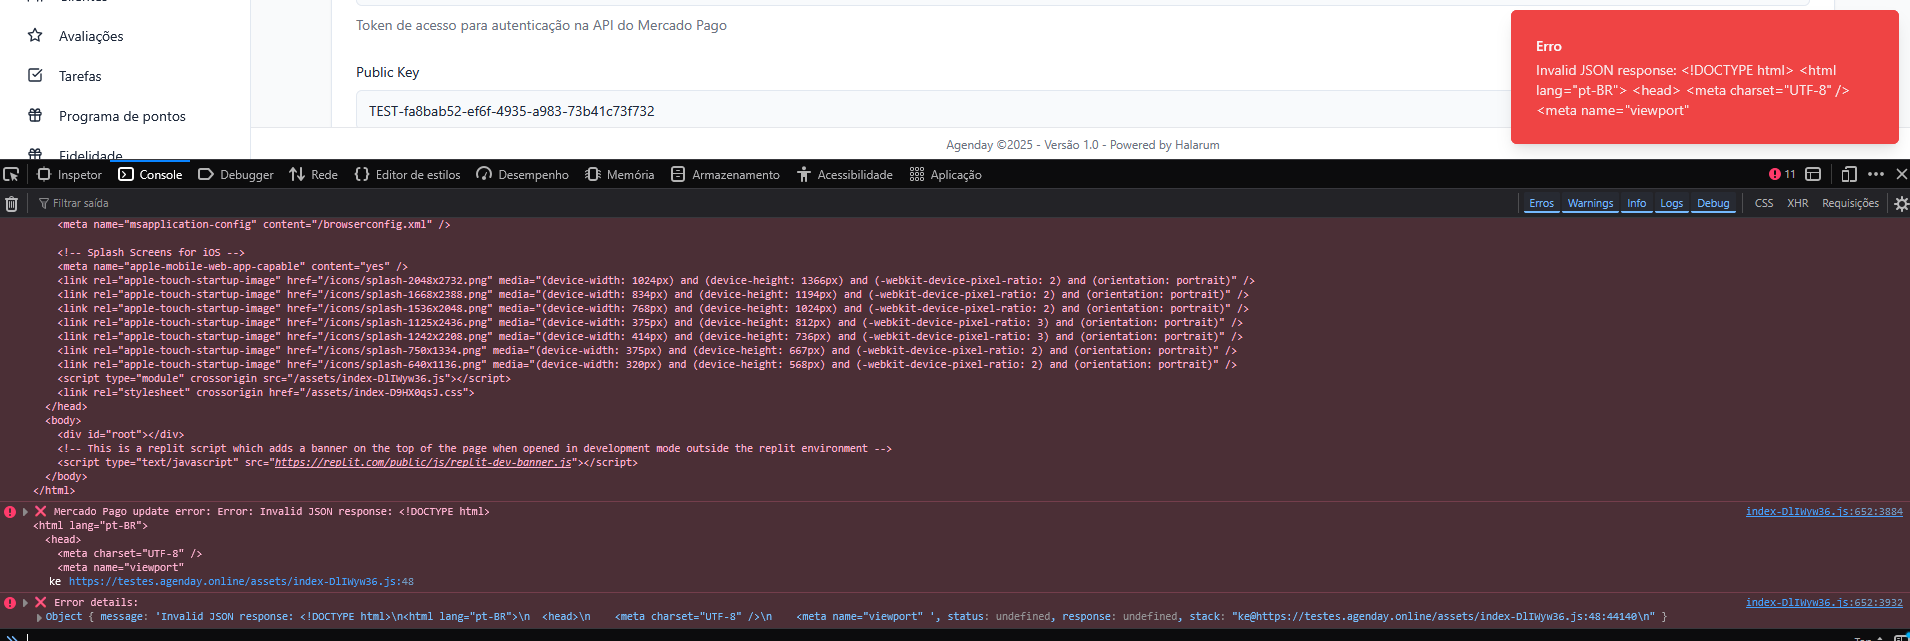 Clientes
Avaliações
Tarefas
Programa de pontos
Fidelidade
Token de acesso para autenticação na API do Mercado Pago
Public Key
TEST-fa8bab52-ef6f-4935-a983-73b41c73f732
Agenday ©2025 - Versão 1.0 - Powered by Halarum
Erro
Invalid JSON response: <!DOCTYPE html> <html
lang="pt-BR"> <head> <meta charset="UTF-8" />
<meta name="viewport"
Inspetor Console Debugger Rede Editor de estilos Desempenho Memória Armazenamento Acessibilidade Aplicação 11
Filtrar saída Erros Warnings Info Logs Debug CSS XHR Requisições
<meta name="msapplication-config" content="/browserconfig.xml" />
<!-- Splash Screens for iOS -->
<meta name="apple-mobile-web-app-capable" content="yes" />
<link rel="apple-touch-startup-image" href="/icons/splash-2048x2732.png" media="(device-width: 1024px) and (device-height: 1366px) and (-webkit-device-pixel-ratio: 2) and (orientation: portrait)" />
<link rel="apple-touch-startup-image" href="/icons/splash-1668x2388.png" media="(device-width: 834px) and (device-height: 1194px) and (-webkit-device-pixel-ratio: 2) and (orientation: portrait)" />
<link rel="apple-touch-startup-image" href="/icons/splash-1536x2048.png" media="(device-width: 768px) and (device-height: 1024px) and (-webkit-device-pixel-ratio: 2) and (orientation: portrait)" />
<link rel="apple-touch-startup-image" href="/icons/splash-1125x2436.png" media="(device-width: 375px) and (device-height: 812px) and (-webkit-device-pixel-ratio: 3) and (orientation: portrait)" />
<link rel="apple-touch-startup-image" href="/icons/splash-1242x2208.png" media="(device-width: 414px) and (device-height: 736px) and (-webkit-device-pixel-ratio: 3) and (orientation: portrait)" />
<link rel="apple-touch-startup-image" href="/icons/splash-750x1334.png" media="(device-width: 375px) and (device-height: 667px) and (-webkit-device-pixel-ratio: 2) and (orientation: portrait)" />
<link rel="apple-touch-startup-image" href="/icons/splash-640x1136.png" media="(device-width: 320px) and (device-height: 568px) and (-webkit-device-pixel-ratio: 2) and (orientation: portrait)" />
<script type="module" crossorigin src="/assets/index-DlIWyw36.js"></script>
<link rel="stylesheet" crossorigin href="/assets/index-D9HX0qsJ.css">
</head>
<body>
<div id="root"></div>
<!-- This is a replit script which adds a banner on the top of the page when opened in development mode outside the replit environment -->
<script type="text/javascript" src="https://replit.com/public/js/replit-dev-banner.js"></script>
</body>
</html>
Mercado Pago update error: Error: Invalid JSON response: <!DOCTYPE html> index-DlIWyw36.js:652:3884
<html lang="pt-BR">
<head>
<meta charset="UTF-8" />
<meta name="viewport"
ke https://testes.agenday.online/assets/index-DlIWyw36.js:48
Error details: index-DlIWyw36.js:652:3932
Object { message: 'Invalid JSON response: <!DOCTYPE html>\n<html lang="pt-BR">\n <head>\n <meta charset="UTF-8" />\n <meta name="viewport" ', status: undefined, response: undefined, stack: "ke@https://testes.agenday.online/assets/index-DlIWyw36.js:48:44140\n" }